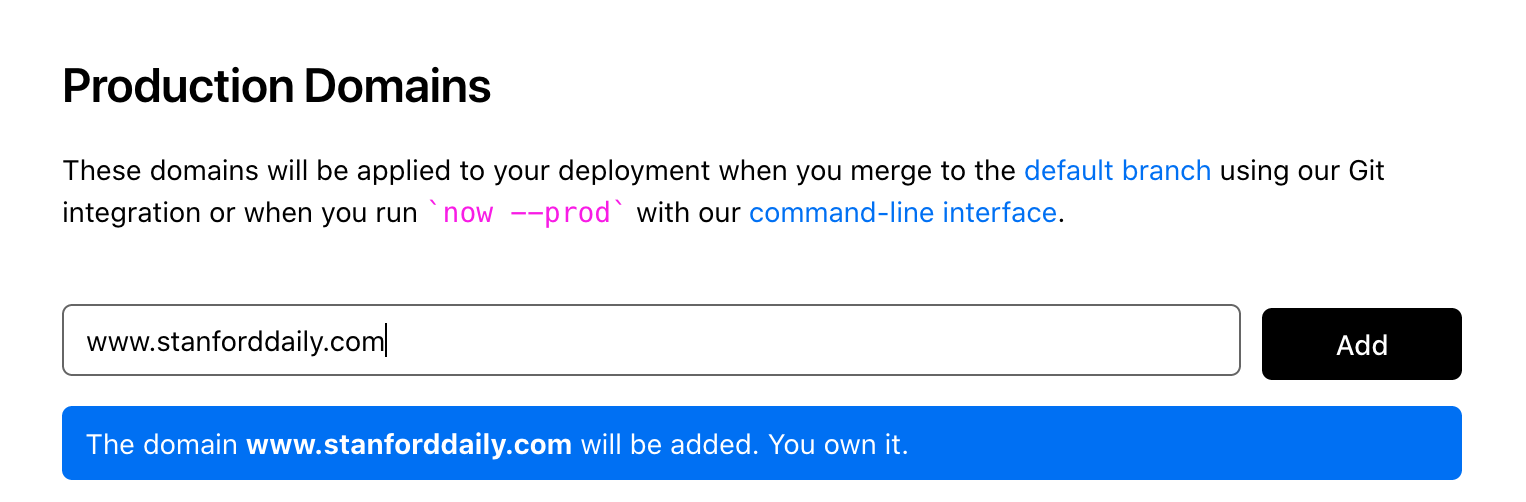 Production Domains
These domains will be applied to your deployment when you merge to the default branch using our Git
integration or when you run `now --prod` with our command-line interface.
www.stanforddaily.com
Add
The domain www.stanforddaily.com will be added. You own it.